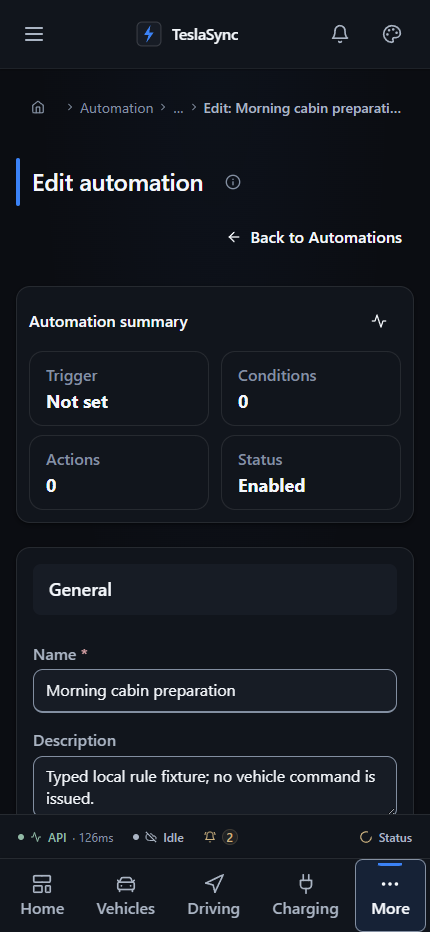 TeslaSync
Automation ... Edit: Morning cabin preparati...
Edit automation
Back to Automations
Automation summary
Trigger Conditions
Not set 0
Actions Status
0 Enabled
General
Name *
Morning cabin preparation
Description
Typed local rule fixture; no vehicle command is
issued.
API · 126ms Idle 2 Status
Home Vehicles Driving Charging More